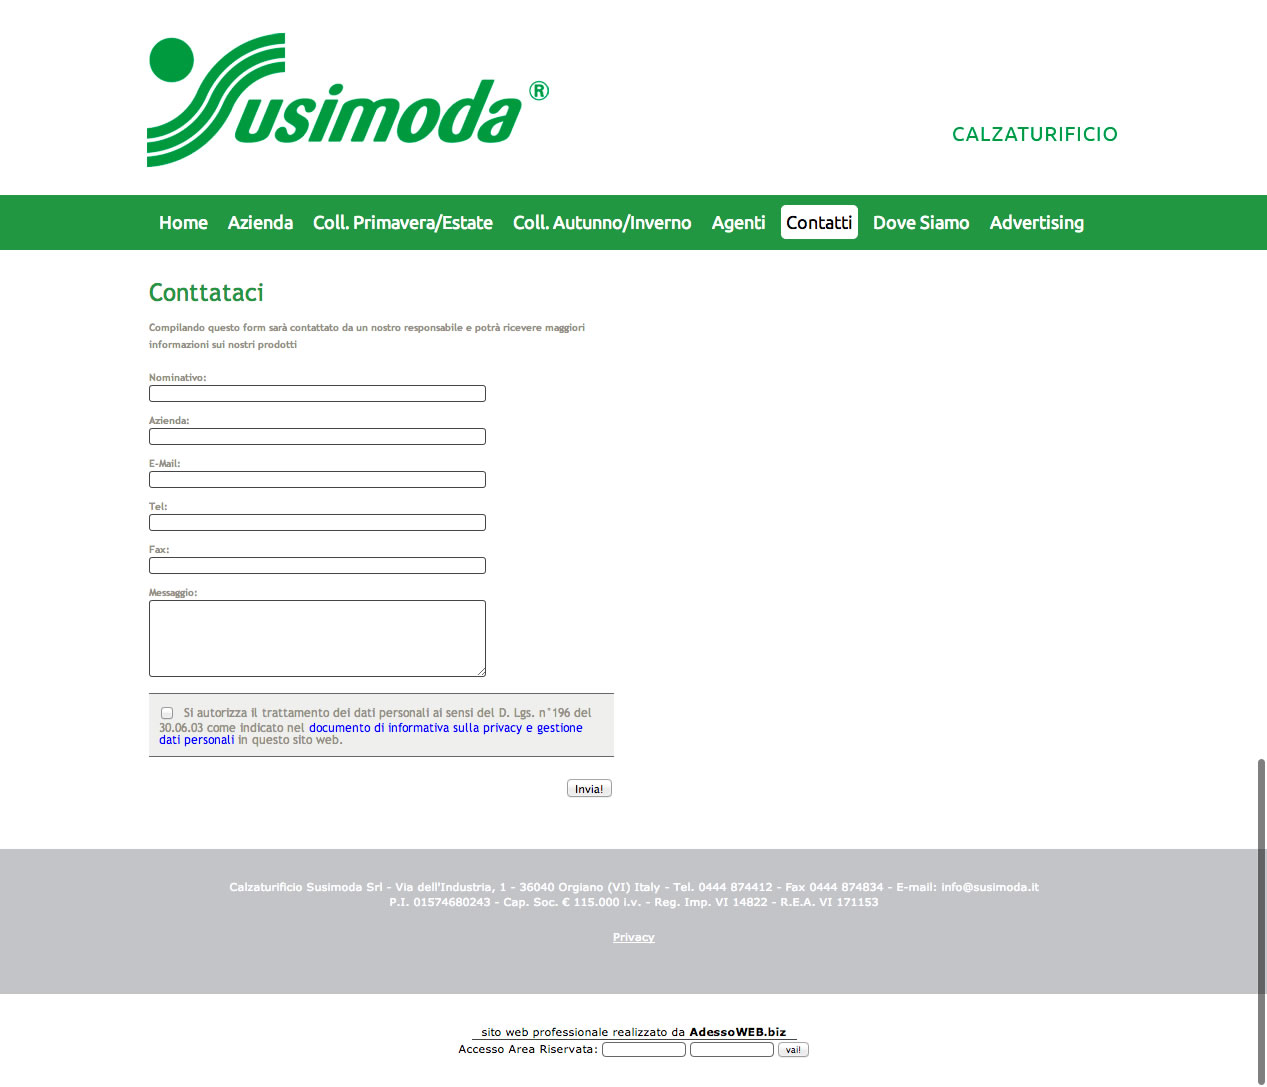 Susimoda ®
CALZATURIFICIO
Home Azienda Coll. Primavera/Estate Coll. Autunno/Inverno Agenti Contatti Dove Siamo Advertising
Conttataci
Compilando questo form sarà contattato da un nostro responsabile e potrà ricevere maggiori
informazioni sui nostri prodotti
Nominativo:
Azienda:
E-Mail:
Tel:
Fax:
Messaggio:
Si autorizza il trattamento dei dati personali ai sensi del D. Lgs. n°196 del
30.06.03 come indicato nel documento di informativa sulla privacy e gestione
dati personali in questo sito web.
Invia!
Calzaturificio Susimoda Srl - Via dell'Industria, 1 - 36040 Orgiano (VI) Italy - Tel. 0444 874412 - Fax 0444 874834 - E-mail: info@susimoda.it
P.I. 01574680243 - Cap. Soc. € 115.000 i.v. - Reg. Imp. VI 14822 - R.E.A. VI 171153
Privacy
sito web professionale realizzato da AdessoWEB.biz
Accesso Area Riservata: vai!